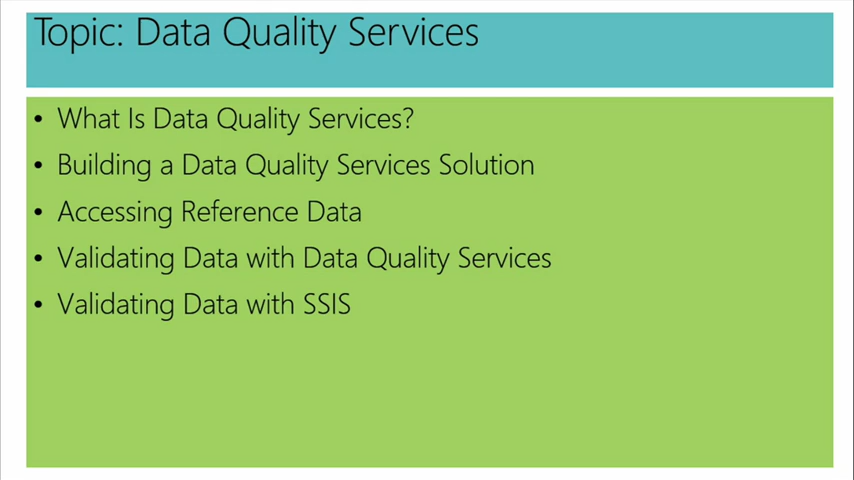 Topic: Data Quality Services
• What Is Data Quality Services?
• Building a Data Quality Services Solution
• Accessing Reference Data
• Validating Data with Data Quality Services
• Validating Data with SSIS